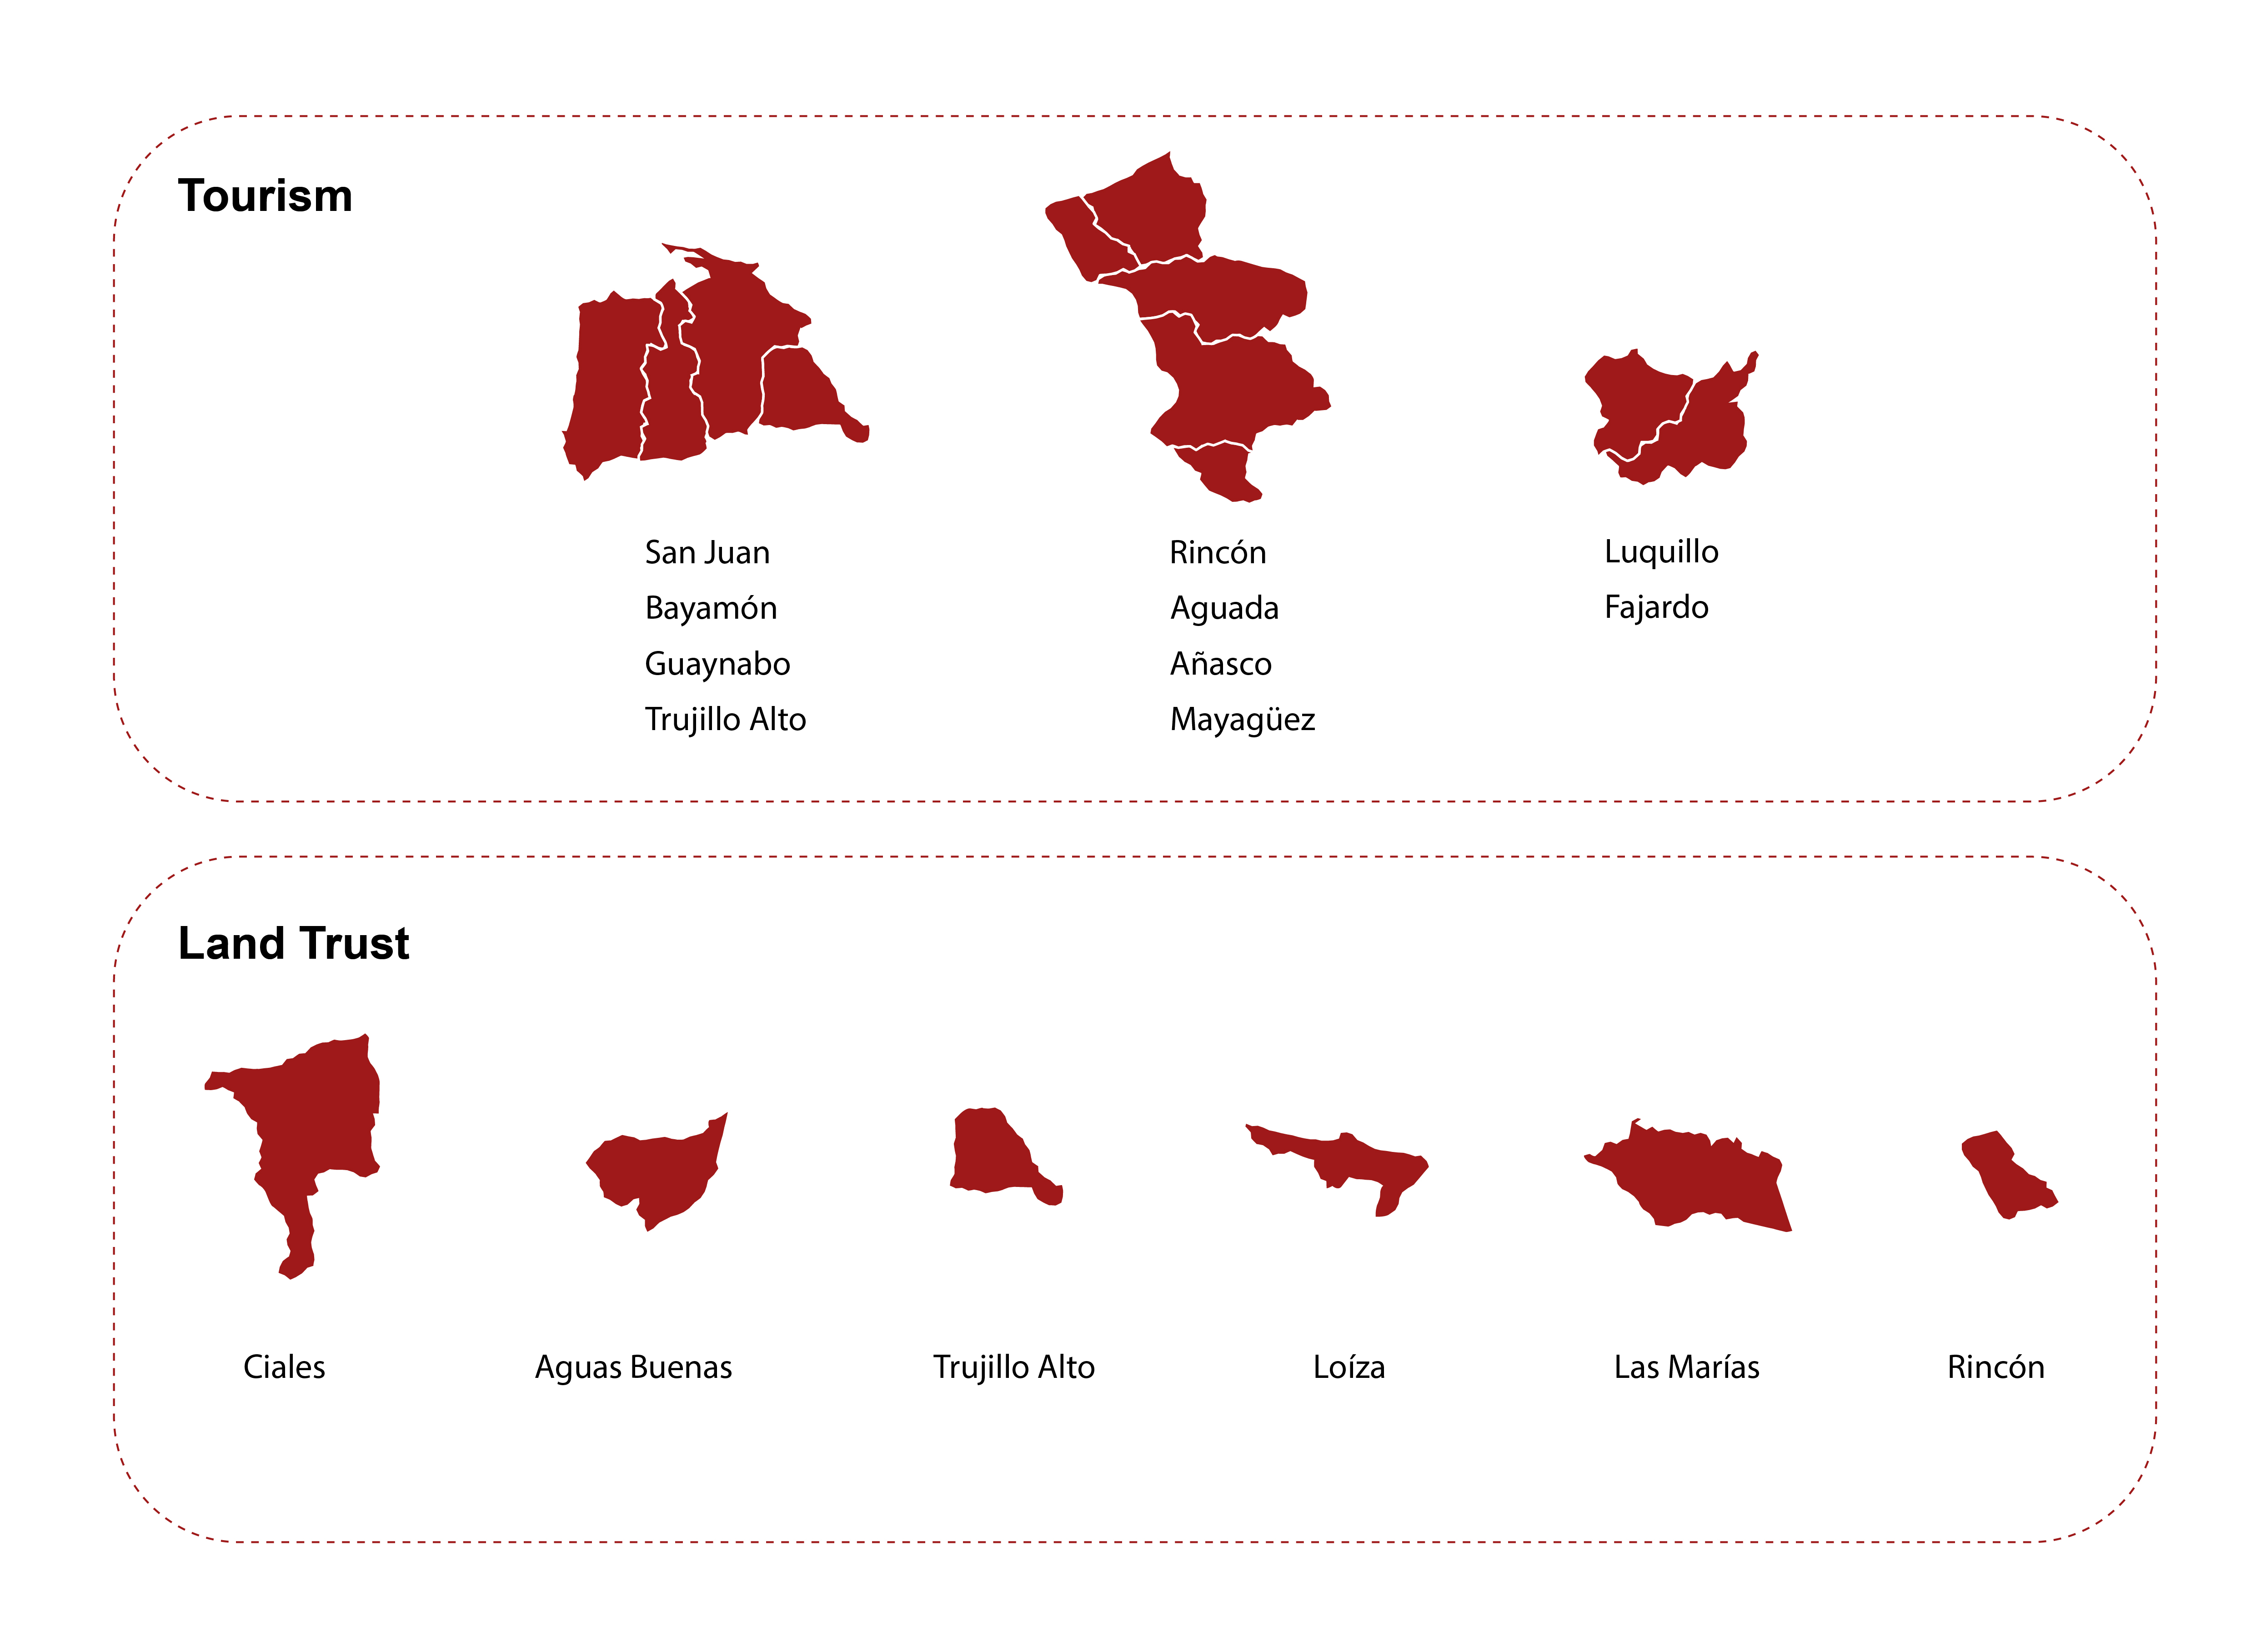 Tourism
San Juan
Bayamón
Guaynabo
Trujillo Alto
Rincón
Aguada
Añasco
Mayagüez
Luquillo
Fajardo
Land Trust
Ciales
Aguas Buenas
Trujillo Alto
Loíza
Las Marías
Rincón